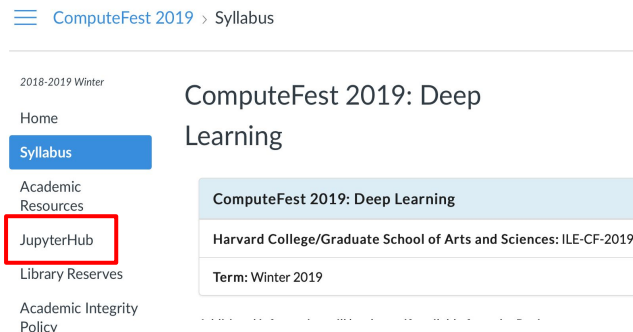 ComputeFest 2019 > Syllabus
2018-2019 Winter
Home
Syllabus
Academic
Resources
JupyterHub
Library Reserves
Academic Integrity
Policy
ComputeFest 2019: Deep
Learning
ComputeFest 2019: Deep Learning
Harvard College/Graduate School of Arts and Sciences: ILE-CF-2019
Term: Winter 2019